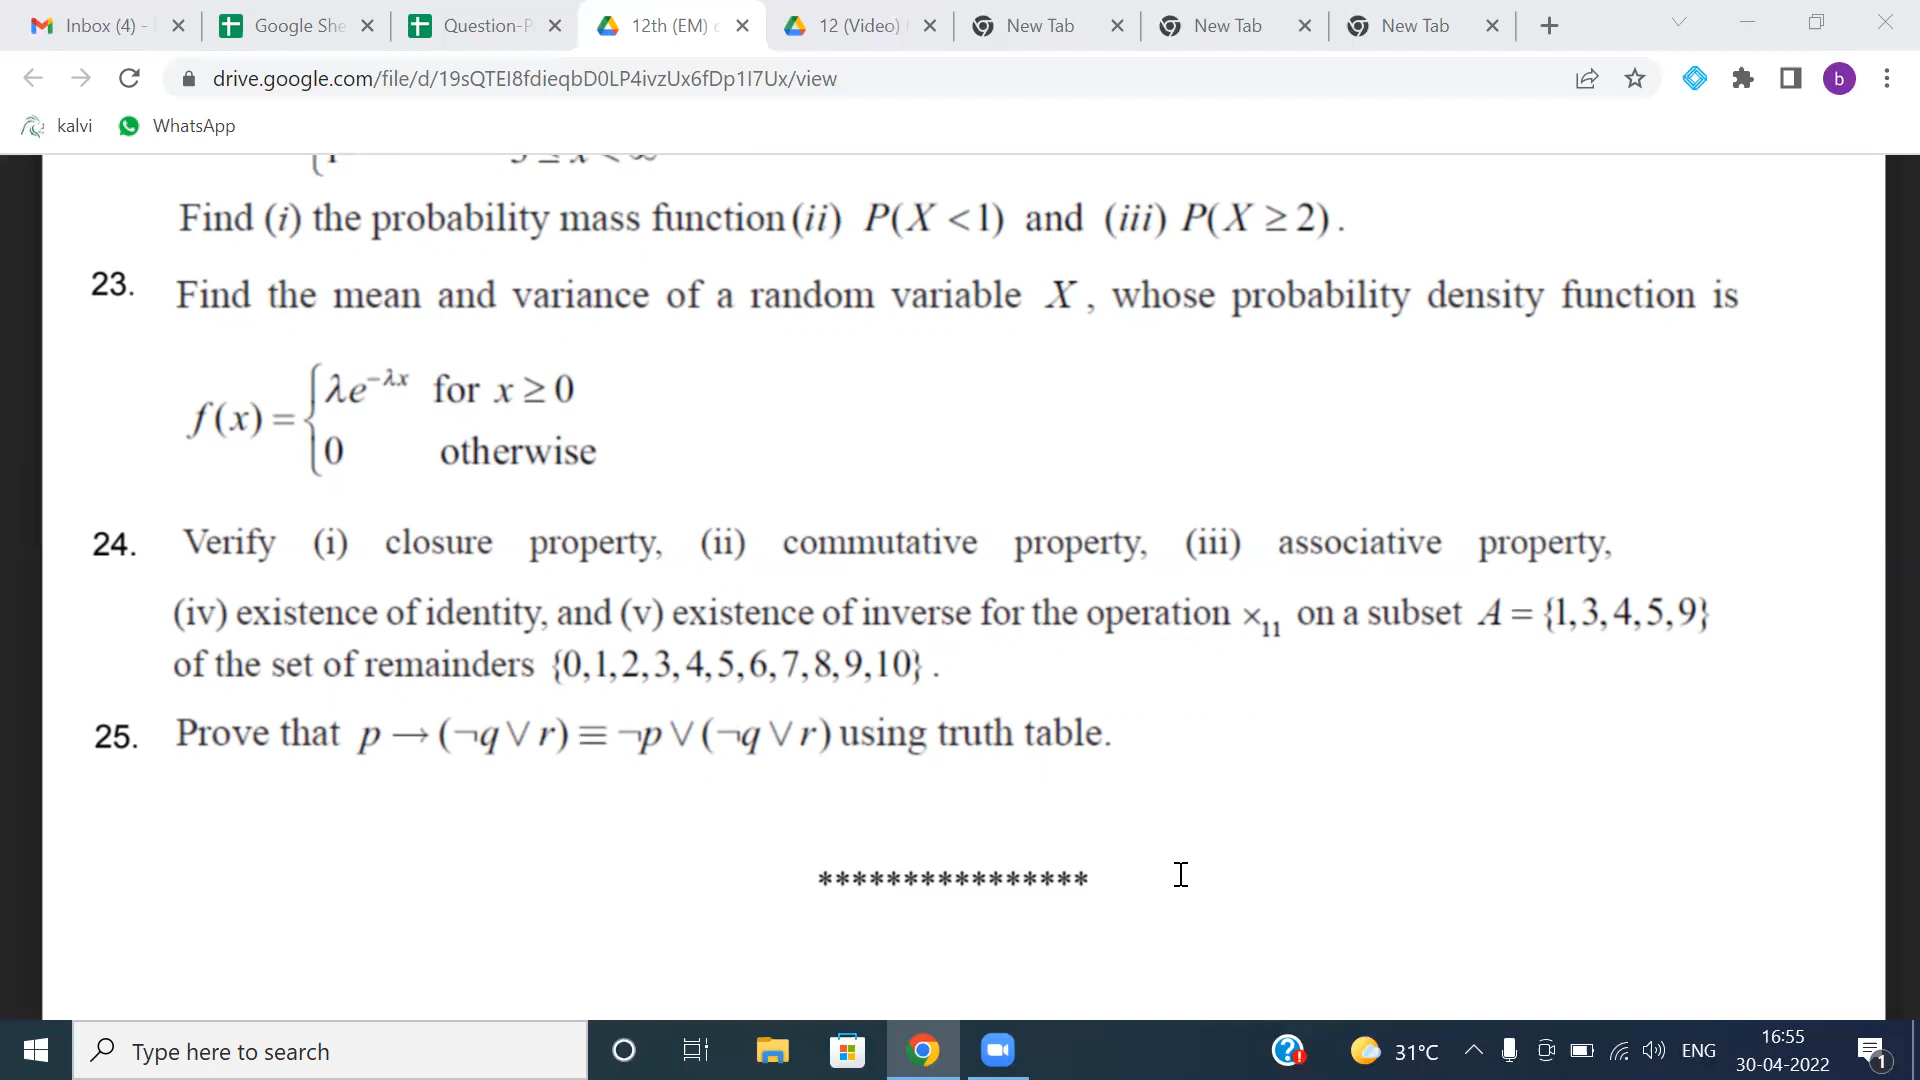 Inbox (4) -
Google She
Question-P
12th (EM)
12 (Video)
New Tab
New Tab
New Tab
drive.google.com/file/d/19sQTEI8fdieqbD0LP4ivzUx6fDp1I7Ux/view
b
kalvi
WhatsApp
Find (i) the probability mass function (ii) P(X < 1) and (iii) P(X ≥ 2).
23. Find the mean and variance of a random variable X, whose probability density function is
λe^{-λx} for x ≥ 0
f(x) =
0 otherwise
24. Verify (i) closure property, (ii) commutative property, (iii) associative property,
(iv) existence of identity, and (v) existence of inverse for the operation ×₁₁ on a subset A = {1,3,4,5,9}
of the set of remainders {0,1,2,3,4,5,6,7,8,9,10}.
25. Prove that p → (¬q ∨ r) ≡ ¬p ∨ (¬q ∨ r) using truth table.
****************
Type here to search
31°C
ENG
16:55
30-04-2022
1